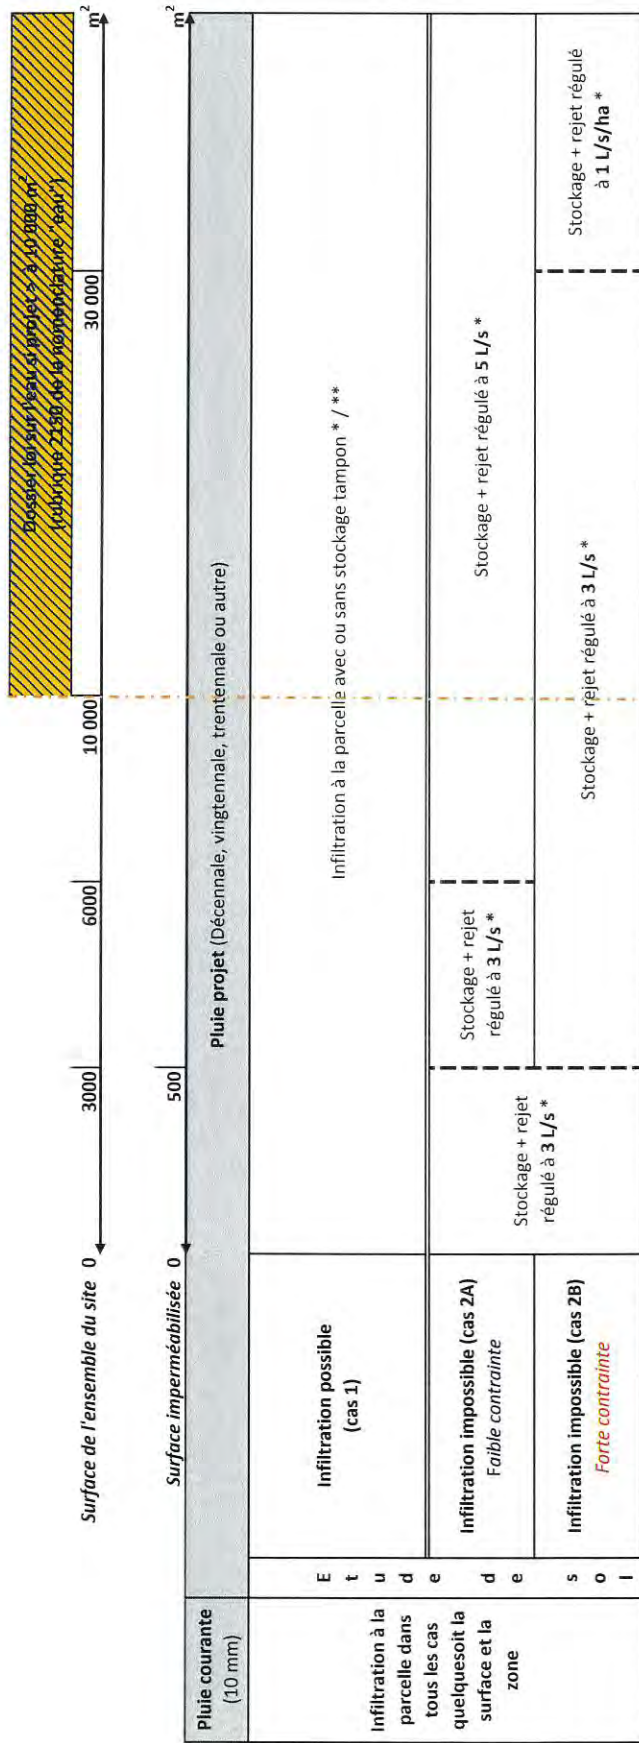 Dossier loi sur l'eau si projet > à 10 000 m²
(rubrique 2150 de la nomenclature "eau")
Surface de l'ensemble du site 0 3000 6000 10 000 30 000 m²
Surface imperméabilisée 0 500 m²
Pluie courante
(10 mm)
Pluie projet (Décennale, vingtennale, trentennale ou autre)
Infiltration à la
parcelle dans
tous les cas
quelquesoit la
surface et la
zone
E
t
u
d
e
d
e
s
o
l
Infiltration possible
(cas 1)
Infiltration à la parcelle avec ou sans stockage tampon * / **
Infiltration impossible (cas 2A)
Faible contrainte
Stockage + rejet
régulé à 3 L/s *
Stockage + rejet
régulé à 3 L/s *
Stockage + rejet régulé à 5 L/s *
Infiltration impossible (cas 2B)
Forte contrainte
Stockage + rejet régulé à 3 L/s *
Stockage + rejet régulé
à 1 L/s/ha *